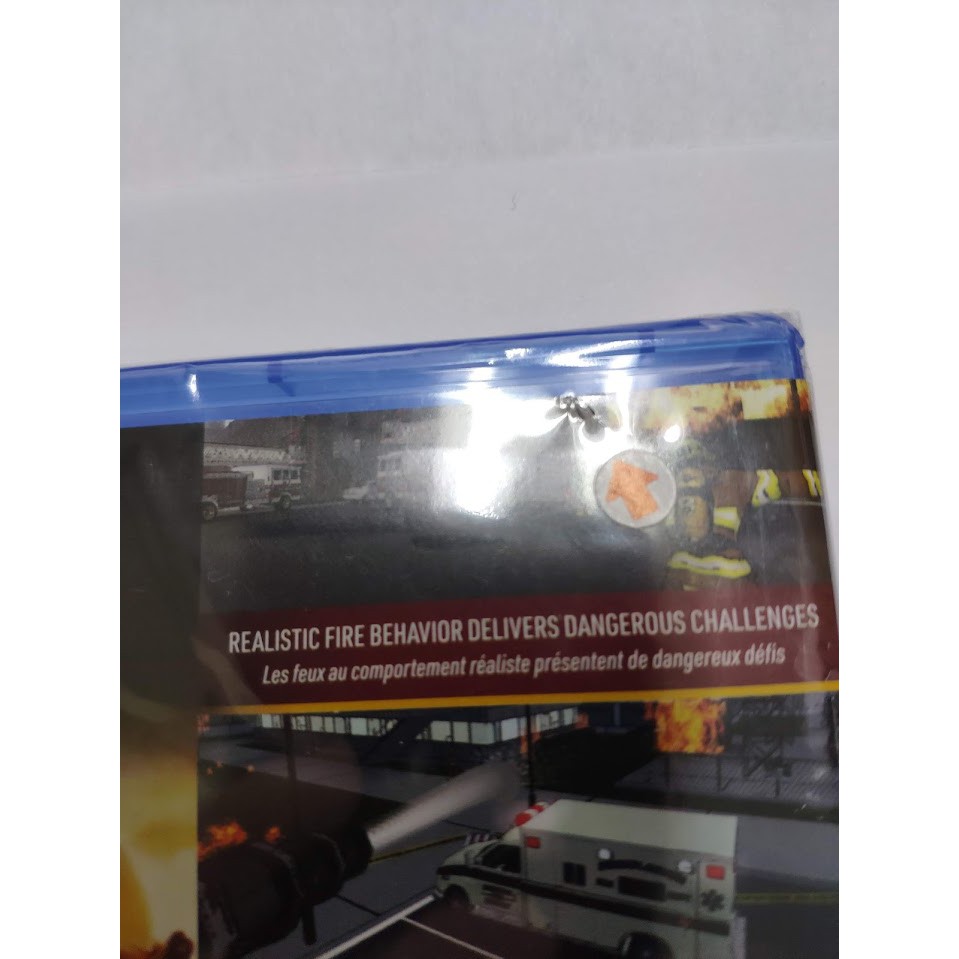 REALISTIC FIRE BEHAVIOR DELIVERS DANGEROUS CHALLENGES
Les feux au comportement réaliste présentent de dangereux défis